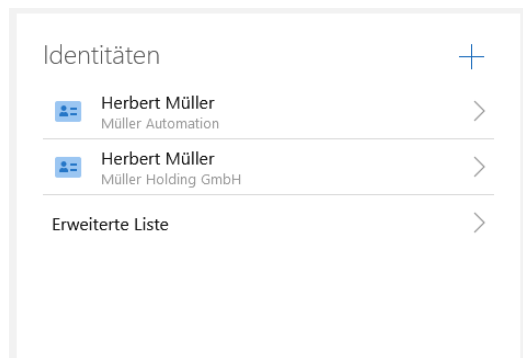 Identitäten
Herbert Müller
Müller Automation
Herbert Müller
Müller Holding GmbH
Erweiterte Liste